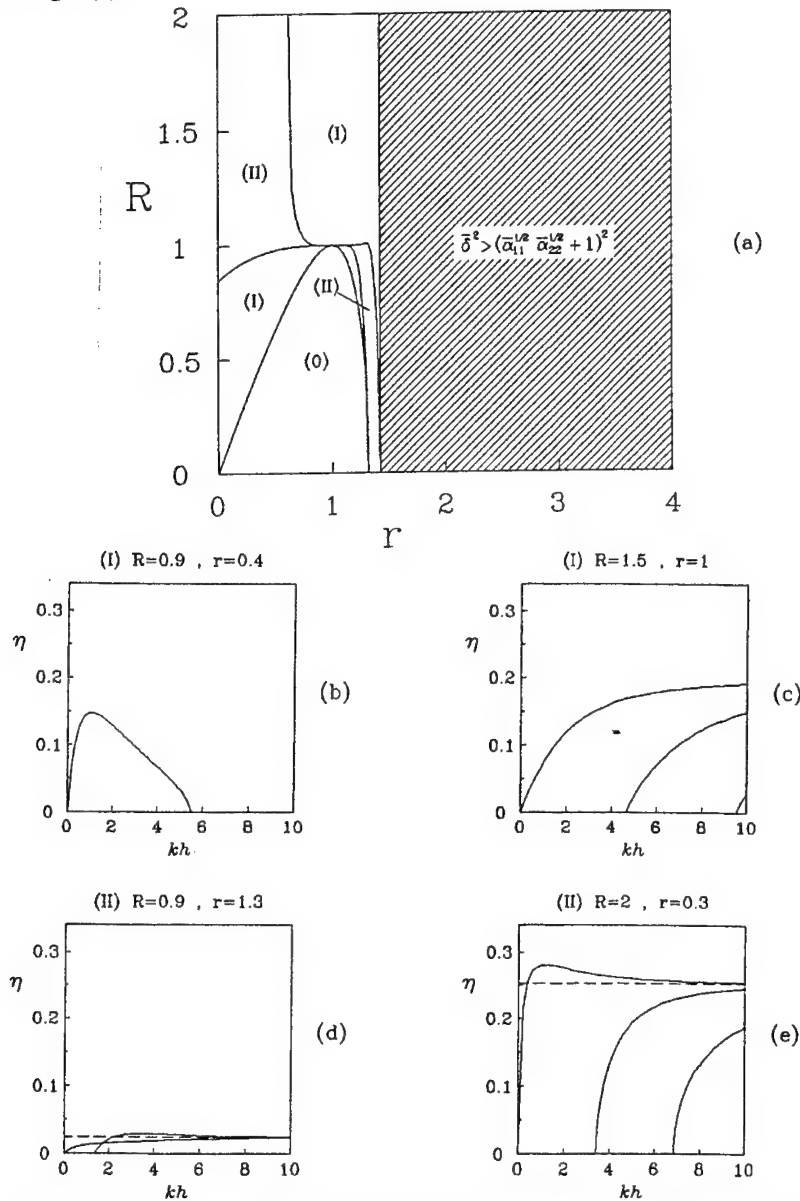 2
1.5
R
1
0.5
0
(I)
(II)
(I)
(II)
(0)
δ̄² > (ᾱ₁₁^1/2 ᾱ₂₂^1/2 + 1)²
(a)
0 1 2 3 4
r
(I) R=0.9 , r=0.4
0.3
η
0.2
0.1
0
0 2 4 6 8 10
kh
(b)
(I) R=1.5 , r=1
0.3
η
0.2
0.1
0
0 2 4 6 8 10
kh
(c)
(II) R=0.9 , r=1.3
0.3
η
0.2
0.1
0
0 2 4 6 8 10
kh
(d)
(II) R=2 , r=0.3
0.3
η
0.2
0.1
0
0 2 4 6 8 10
kh
(e)